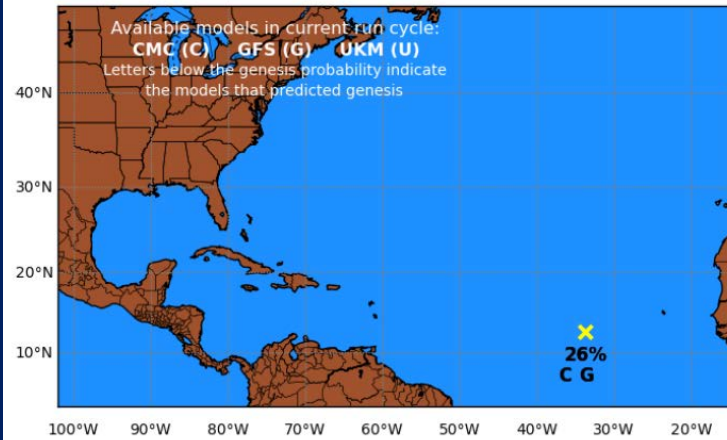 Available models in current run cycle:
CMC (C) GFS (G) UKM (U)
Letters below the genesis probability indicate
the models that predicted genesis
40°N
30°N
20°N
10°N
26%
C G
100°W 90°W 80°W 70°W 60°W 50°W 40°W 30°W 20°W